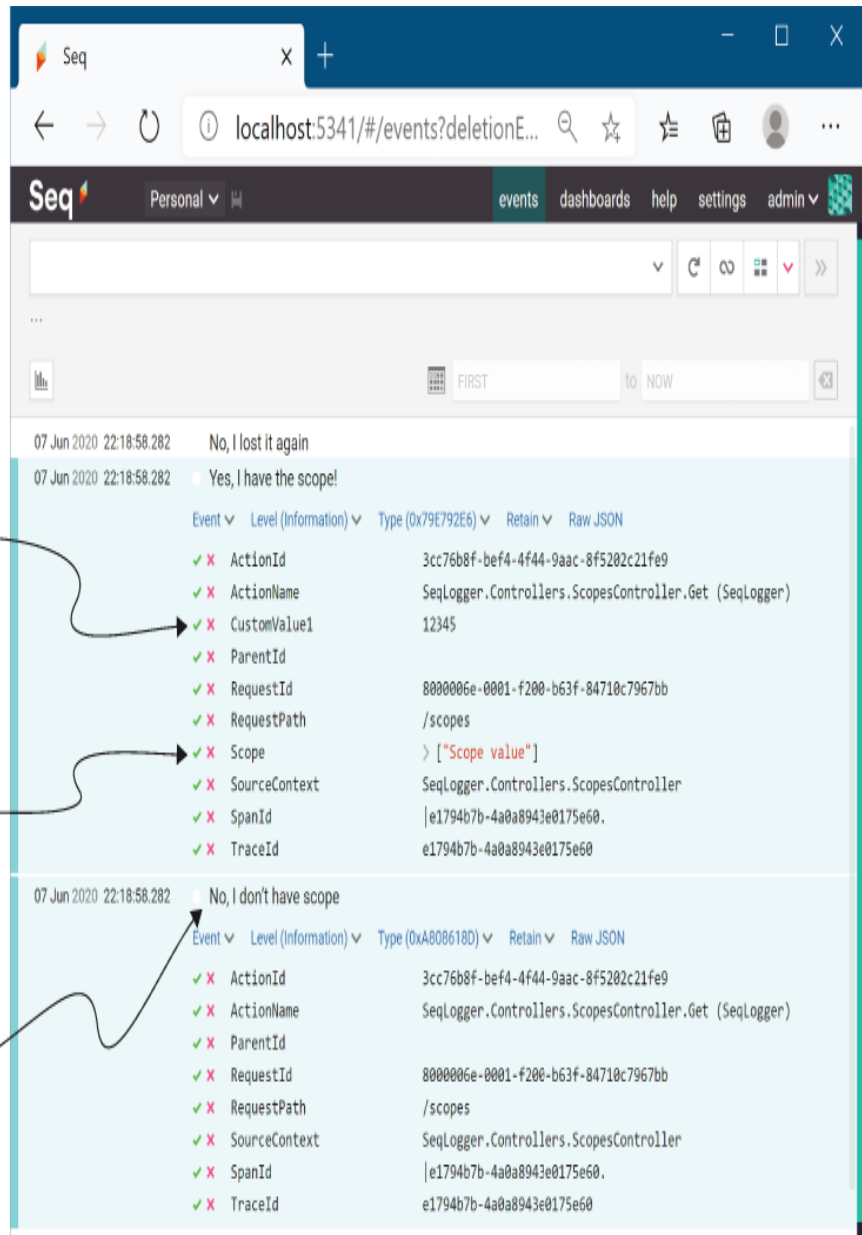 Seq
localhost:5341/#/events?deletionE...
Seq Personal events dashboards help settings admin
...
FIRST to NOW
07 Jun 2020 22:18:58.282 No, I lost it again
07 Jun 2020 22:18:58.282 Yes, I have the scope!
Event Level (Information) Type (0x79E792E6) Retain Raw JSON
ActionId 3cc76b8f-bef4-4f44-9aac-8f5202c21fe9
ActionName SeqLogger.Controllers.ScopesController.Get (SeqLogger)
CustomValue1 12345
ParentId
RequestId 8000006e-0001-f200-b63f-84710c7967bb
RequestPath /scopes
Scope > ["Scope value"]
SourceContext SeqLogger.Controllers.ScopesController
SpanId |e1794b7b-4a0a8943e0175e60.
TraceId e1794b7b-4a0a8943e0175e60
07 Jun 2020 22:18:58.282 No, I don't have scope
Event Level (Information) Type (0xA808618D) Retain Raw JSON
ActionId 3cc76b8f-bef4-4f44-9aac-8f5202c21fe9
ActionName SeqLogger.Controllers.ScopesController.Get (SeqLogger)
ParentId
RequestId 8000006e-0001-f200-b63f-84710c7967bb
RequestPath /scopes
SourceContext SeqLogger.Controllers.ScopesController
SpanId |e1794b7b-4a0a8943e0175e60.
TraceId e1794b7b-4a0a8943e0175e60